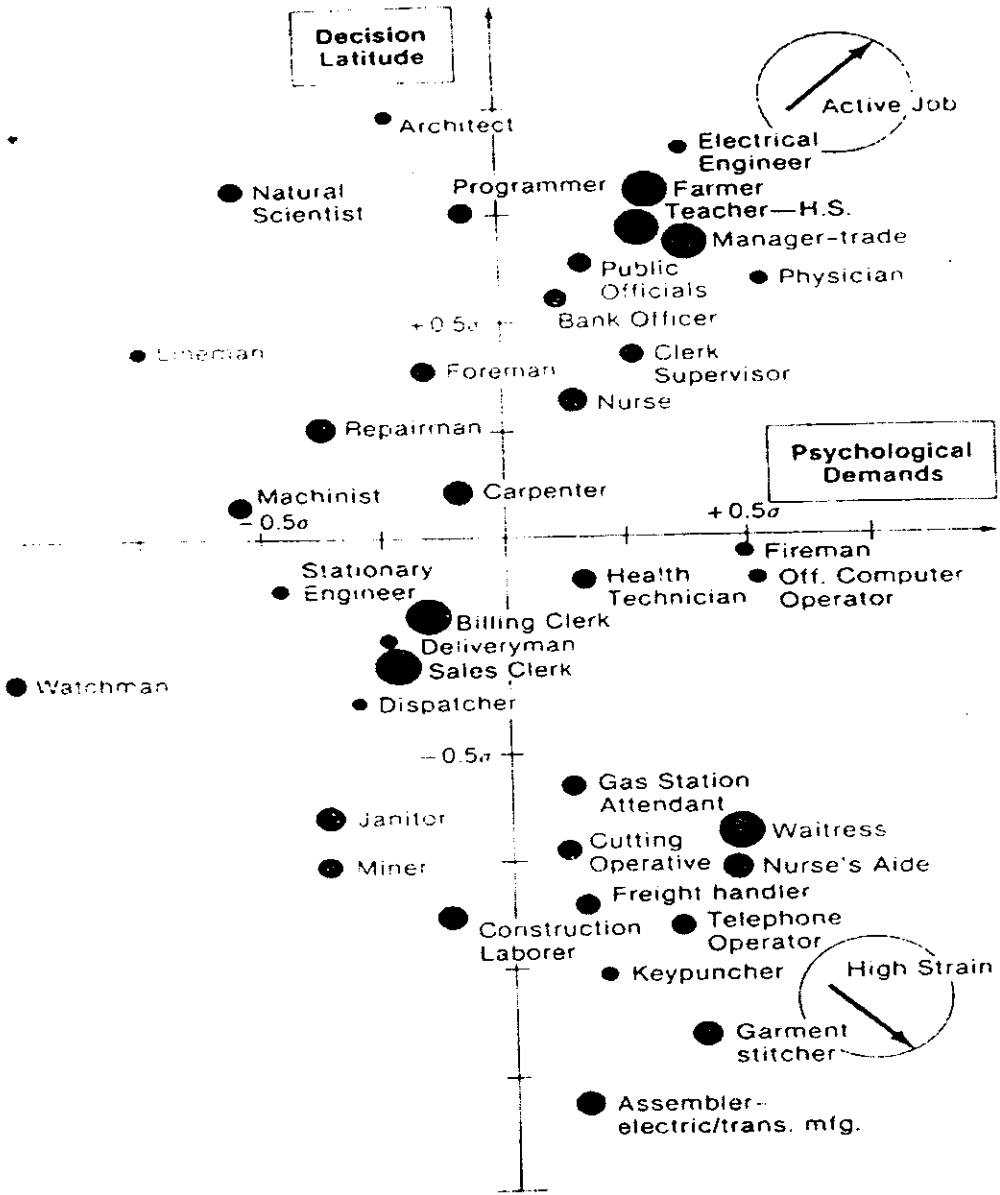 Decision
Latitude
Active Job
Architect
Electrical
Engineer
Natural
Scientist
Programmer
Farmer
Teacher—H.S.
Manager-trade
Public
Officials
Physician
Bank Officer
+0.5σ
Lineman
Clerk
Supervisor
Foreman
Nurse
Repairman
Psychological
Demands
Machinist
Carpenter
-0.5σ
+0.5σ
Fireman
Stationary
Engineer
Health
Technician
Off. Computer
Operator
Billing Clerk
Deliveryman
Sales Clerk
Watchman
Dispatcher
-0.5σ
Gas Station
Attendant
Janitor
Waitress
Cutting
Operative
Miner
Nurse's Aide
Freight handler
Construction
Laborer
Telephone
Operator
Keypuncher
High Strain
Garment
stitcher
Assembler-
electric/trans. mfg.